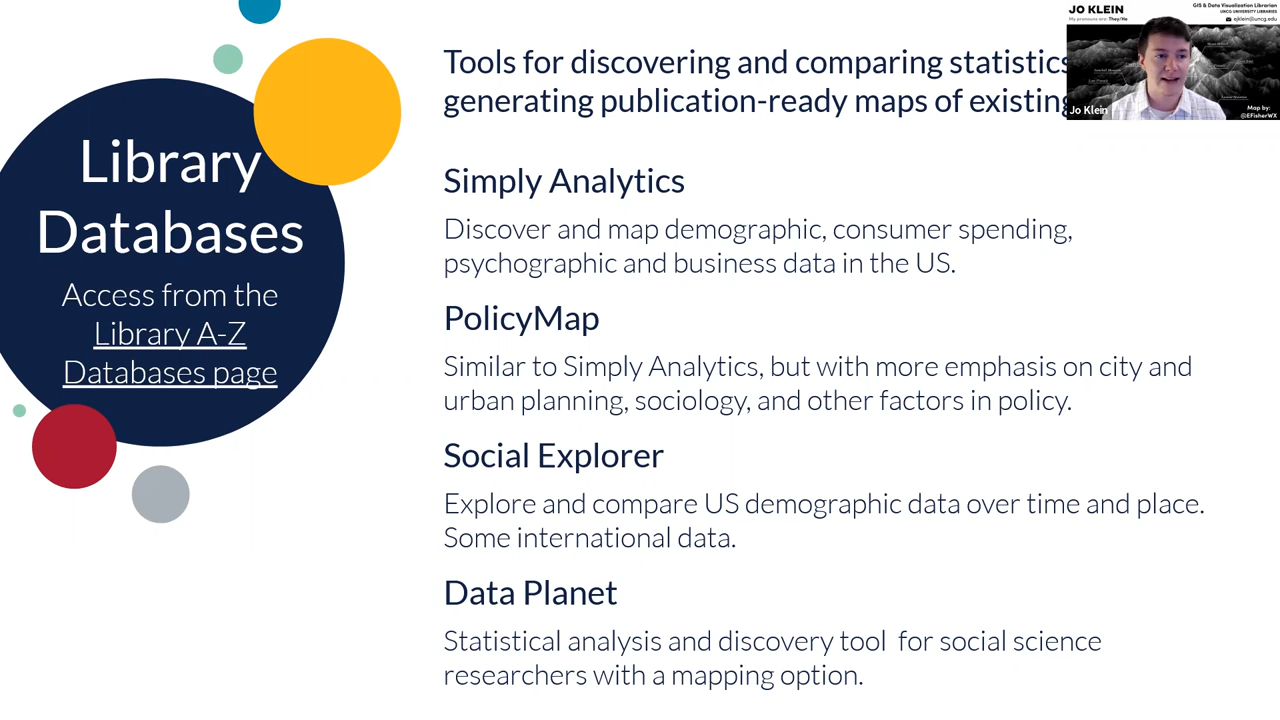 Library
Databases
Access from the
Library A-Z
Databases page
Tools for discovering and comparing statistics
generating publication-ready maps of existing
Simply Analytics
Discover and map demographic, consumer spending,
psychographic and business data in the US.
PolicyMap
Similar to Simply Analytics, but with more emphasis on city and
urban planning, sociology, and other factors in policy.
Social Explorer
Explore and compare US demographic data over time and place.
Some international data.
Data Planet
Statistical analysis and discovery tool for social science
researchers with a mapping option.
JO KLEIN
My pronouns are: They/He
GIS & Data Visualization Librarian
UNCG UNIVERSITY LIBRARIES
ejklein@uncg.edu
Jo Klein
Map by:
@EFisherWX